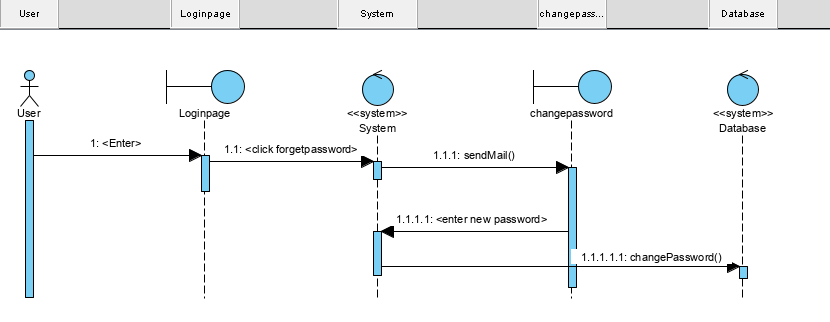 User
Loginpage
System
changepass...
Database
User
Loginpage
<<system>>
System
changepassword
<<system>>
Database
1: <Enter>
1.1: <click forgetpassword>
1.1.1: sendMail()
1.1.1.1: <enter new password>
1.1.1.1.1: changePassword()